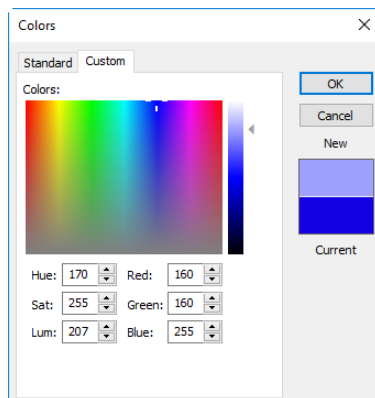 Colors
Standard Custom
Colors:
OK
Cancel
New
Current
Hue: 170 Red: 160
Sat: 255 Green: 160
Lum: 207 Blue: 255